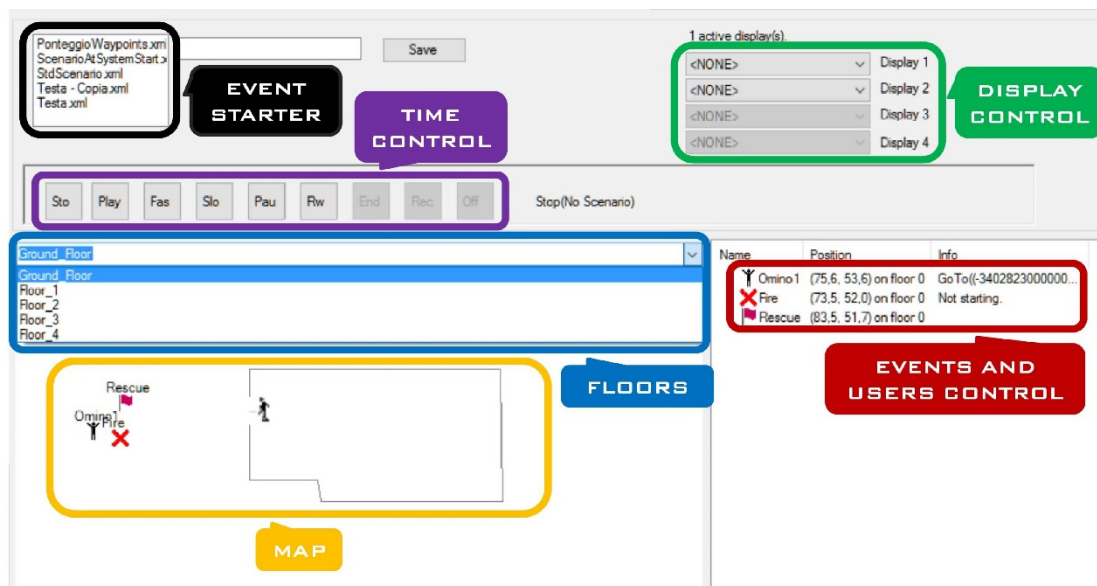 1 active display(s).
PonteggioWaypoints.xml
ScenarioAtSystemStart.x
StdScenario.xml
Testa - Copia.xml
Testa.xml
Save
<NONE> Display 1
<NONE> Display 2
<NONE> Display 3
<NONE> Display 4
EVENT
STARTER
TIME
CONTROL
DISPLAY
CONTROL
Sto Play Fas Slo Pau Rw End Rec Off Stop(No Scenario)
Ground_Floor
Ground_Floor
Floor_1
Floor_2
Floor_3
Floor_4
Name Position Info
Omino1 (75,6, 53,6) on floor 0 GoTo((-3402823000000...
Fire (73,5, 52,0) on floor 0 Not starting.
Rescue (83,5, 51,7) on floor 0
FLOORS
EVENTS AND
USERS CONTROL
Rescue
Omino1
Fire
MAP